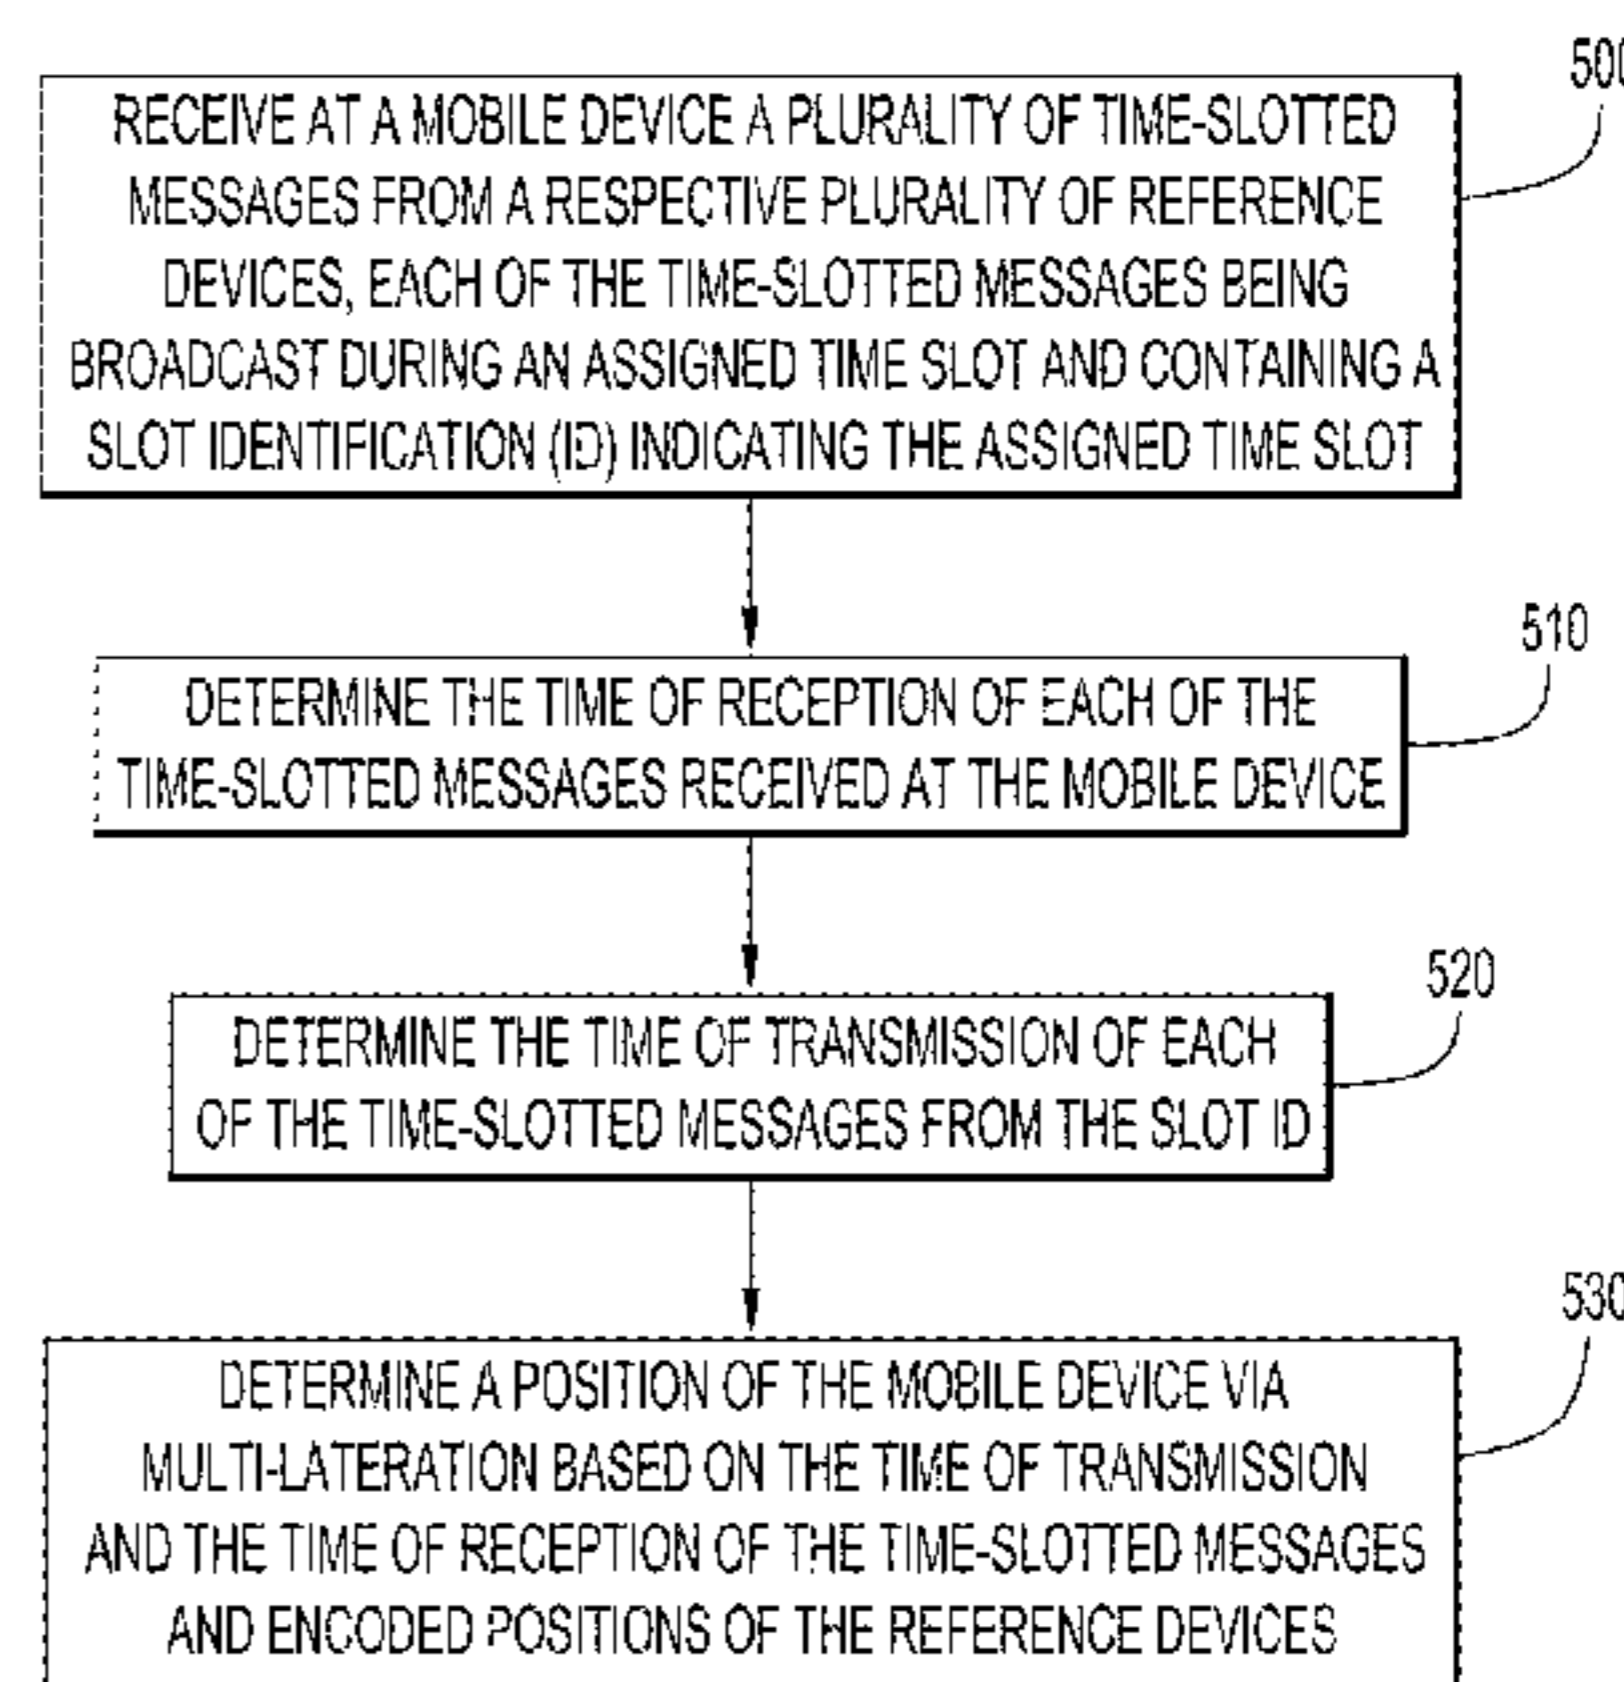 500
RECEIVE AT A MOBILE DEVICE A PLURALITY OF TIME-SLOTTED
MESSAGES FROM A RESPECTIVE PLURALITY OF REFERENCE
DEVICES, EACH OF THE TIME-SLOTTED MESSAGES BEING
BROADCAST DURING AN ASSIGNED TIME SLOT AND CONTAINING A
SLOT IDENTIFICATION (ID) INDICATING THE ASSIGNED TIME SLOT
510
DETERMINE THE TIME OF RECEPTION OF EACH OF THE
TIME-SLOTTED MESSAGES RECEIVED AT THE MOBILE DEVICE
520
DETERMINE THE TIME OF TRANSMISSION OF EACH
OF THE TIME-SLOTTED MESSAGES FROM THE SLOT ID
530
DETERMINE A POSITION OF THE MOBILE DEVICE VIA
MULTI-LATERATION BASED ON THE TIME OF TRANSMISSION
AND THE TIME OF RECEPTION OF THE TIME-SLOTTED MESSAGES
AND ENCODED POSITIONS OF THE REFERENCE DEVICES